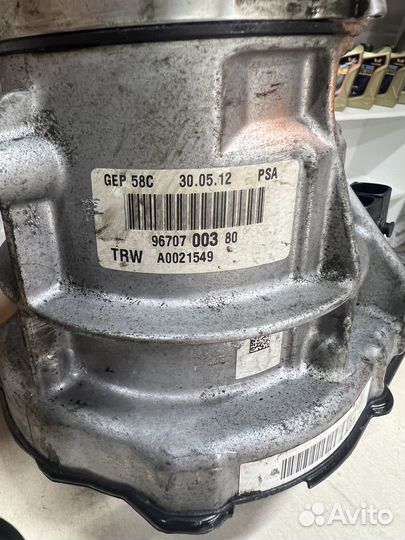 GEP 58C 30.05.12 PSA
96707 003 80
TRW A0021549
Avito